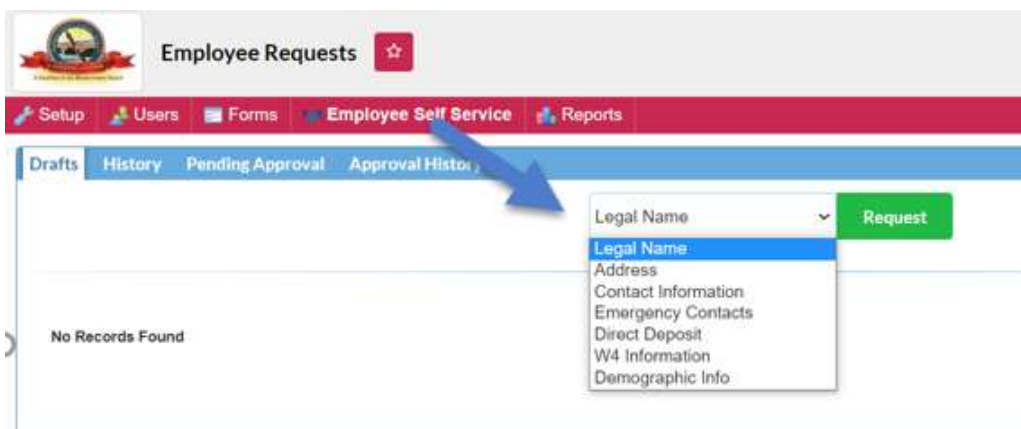 Employee Requests
Setup Users Forms Employee Self Service Reports
Drafts History Pending Approval Approval History
Legal Name Request
Legal Name
Address
Contact Information
Emergency Contacts
Direct Deposit
No Records Found
W4 Information
Demographic Info